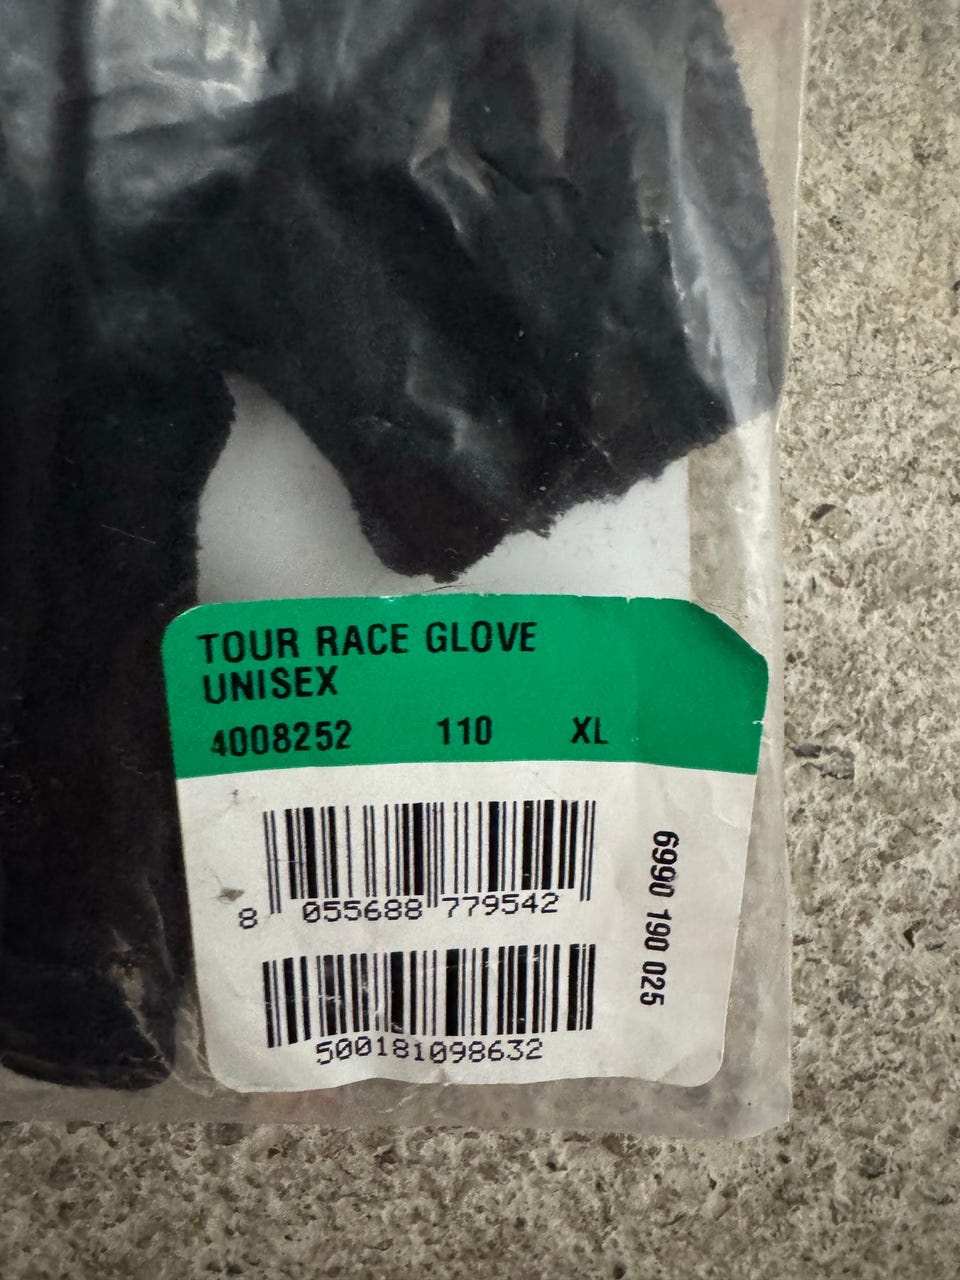 TOUR RACE GLOVE
UNISEX
4008252 110 XL
8 055688 779542
500181098632
6990 190 025